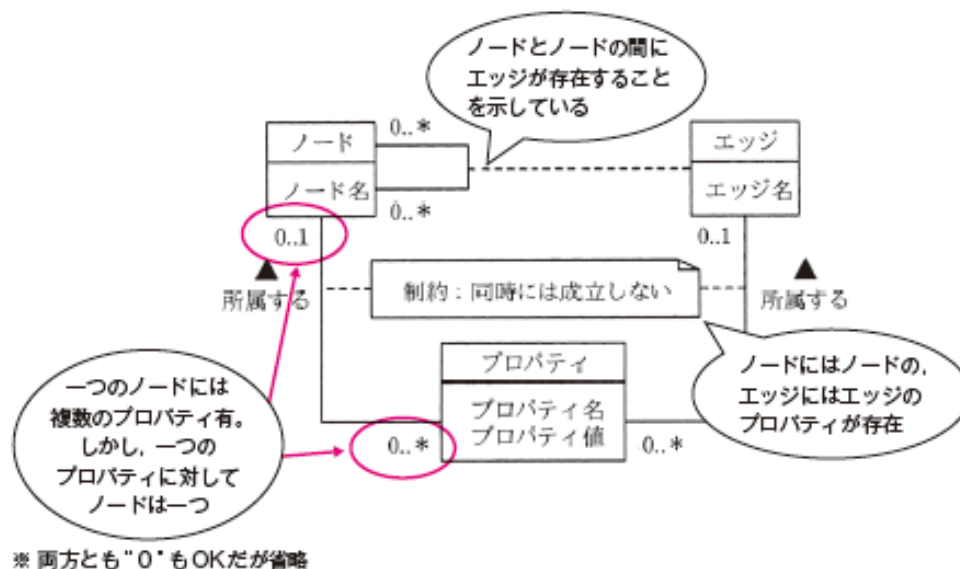 ノードとノードの間に
エッジが存在すること
を示している
ノード
0..*
エッジ
ノード名
0..*
エッジ名
0..1
0..1
▲
所属する
制約：同時には成立しない
▲
所属する
プロパティ
プロパティ名
プロパティ値
0..*
0..*
ノードにはノードの，
エッジにはエッジの
プロパティが存在
一つのノードには
複数のプロパティ有。
しかし，一つの
プロパティに対して
ノードは一つ
※ 両方とも"0"もOKだが省略